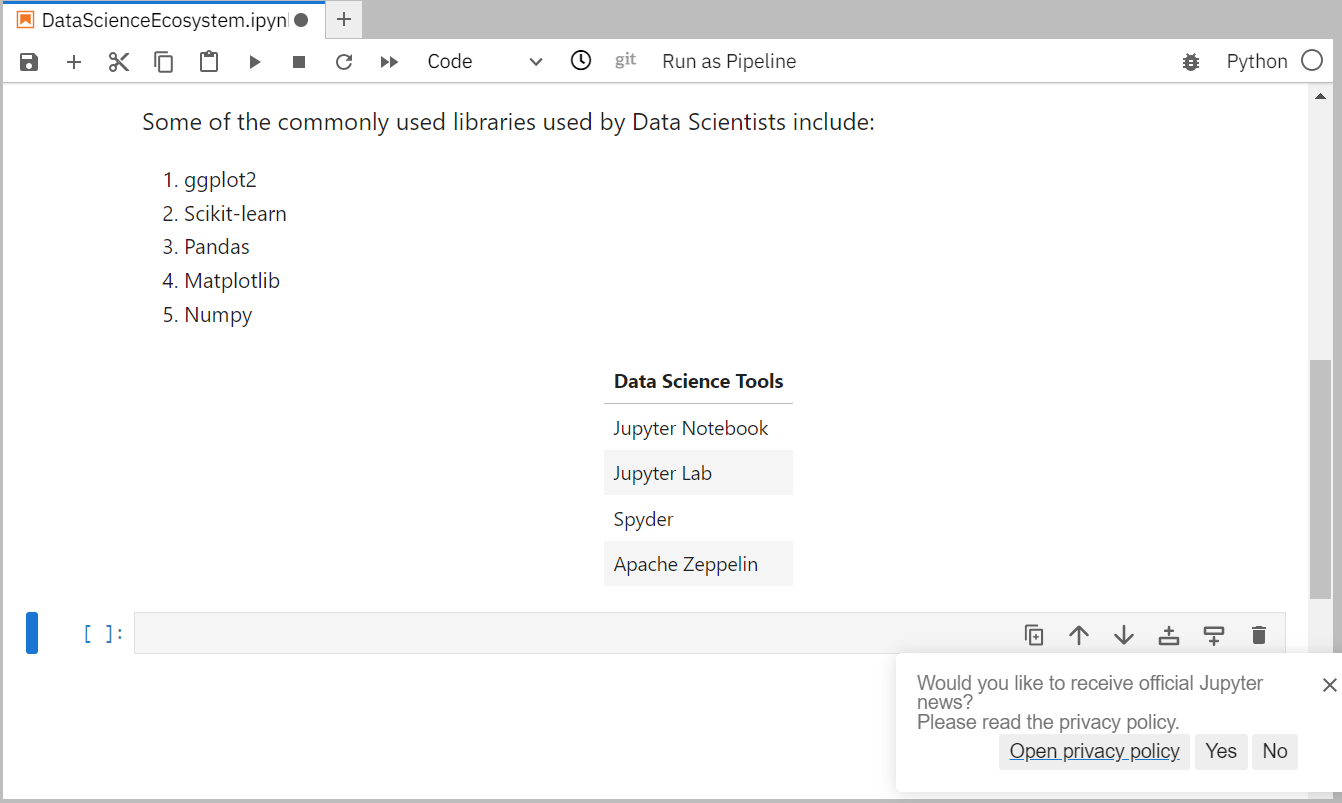 DataScienceEcosystem.ipyn
Code
git
Run as Pipeline
Python
Some of the commonly used libraries used by Data Scientists include:
1. ggplot2
2. Scikit-learn
3. Pandas
4. Matplotlib
5. Numpy
Data Science Tools
Jupyter Notebook
Jupyter Lab
Spyder
Apache Zeppelin
[ ]:
Would you like to receive official Jupyter
news?
Please read the privacy policy.
Open privacy policy
Yes
No